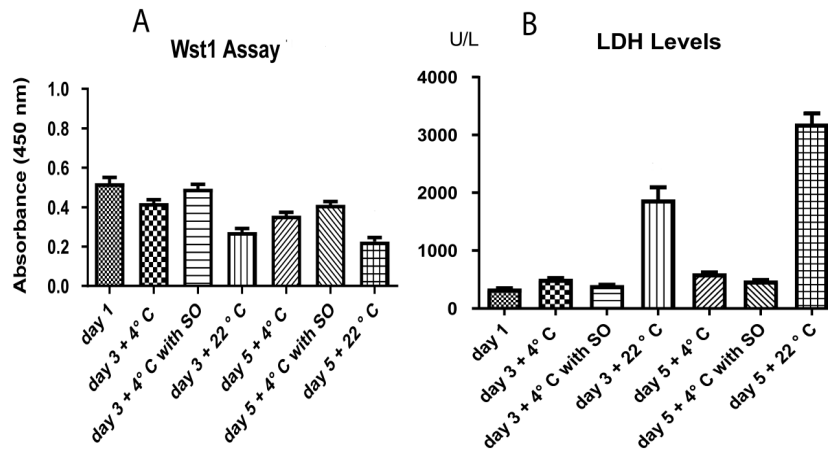 A
Wst1 Assay
Absorbance (450 nm)
1.0
0.8
0.6
0.4
0.2
0.0
day 1
day 3 + 4° C
day 3 + 4° C with SO
day 3 + 22 ° C
day 5 + 4° C
day 5 + 4° C with SO
day 5 + 22° C
B
U/L
LDH Levels
4000
3000
2000
1000
0
day 1
day 3 + 4° C
day 3 + 4° C with SO
day 3 + 22 ° C
day 5 + 4° C
day 5 + 4° C with SO
day 5 + 22° C